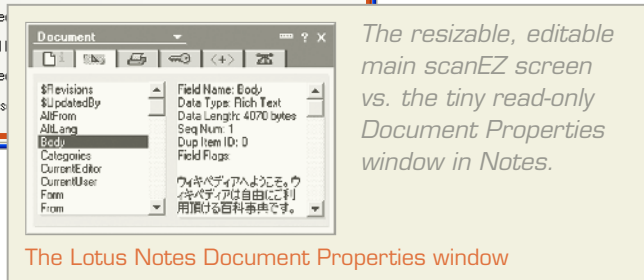 Document
? X
$Revisions
$UpdatedBy
AltFrom
AltLang
Body
Categories
CurrentEditor
CurrentUser
Form
From
Field Name: Body
Data Type: Rich Text
Data Length: 4070 bytes
Seq Num: 1
Dup Item ID: 0
Field Flags:
ウィキペディアへようこそ。ウ
ィキペディアは自由にご利
用頂ける百科事典です。
The resizable, editable
main scanEZ screen
vs. the tiny read-only
Document Properties
window in Notes.
The Lotus Notes Document Properties window